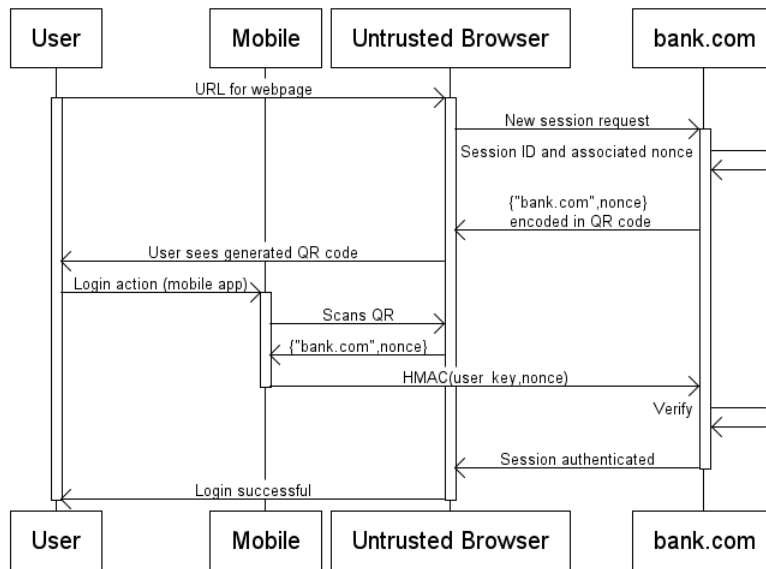 User
Mobile
Untrusted Browser
bank.com
URL for webpage
New session request
Session ID and associated nonce
{"bank.com",nonce}
encoded in QR code
User sees generated QR code
Login action (mobile app)
Scans QR
{"bank.com",nonce}
HMAC(user_key,nonce)
Verify
Session authenticated
Login successful
User
Mobile
Untrusted Browser
bank.com